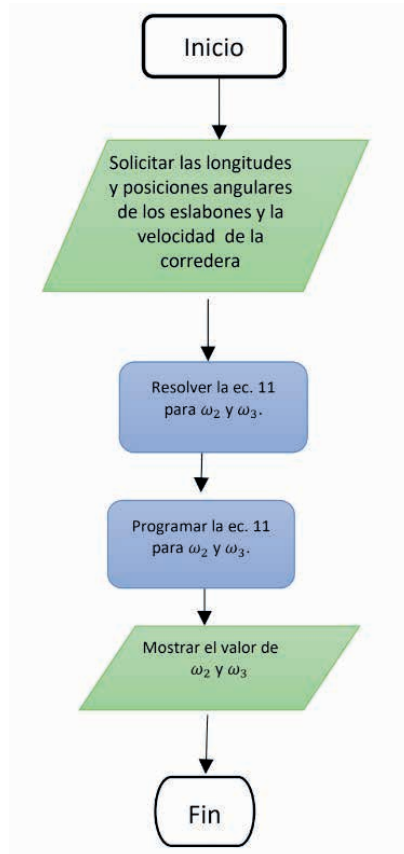 Inicio
Solicitar las longitudes
y posiciones angulares
de los eslabones y la
velocidad de la
corredera
Resolver la ec. 11
para ω₂ y ω₃.
Programar la ec. 11
para ω₂ y ω₃.
Mostrar el valor de
ω₂ y ω₃
Fin